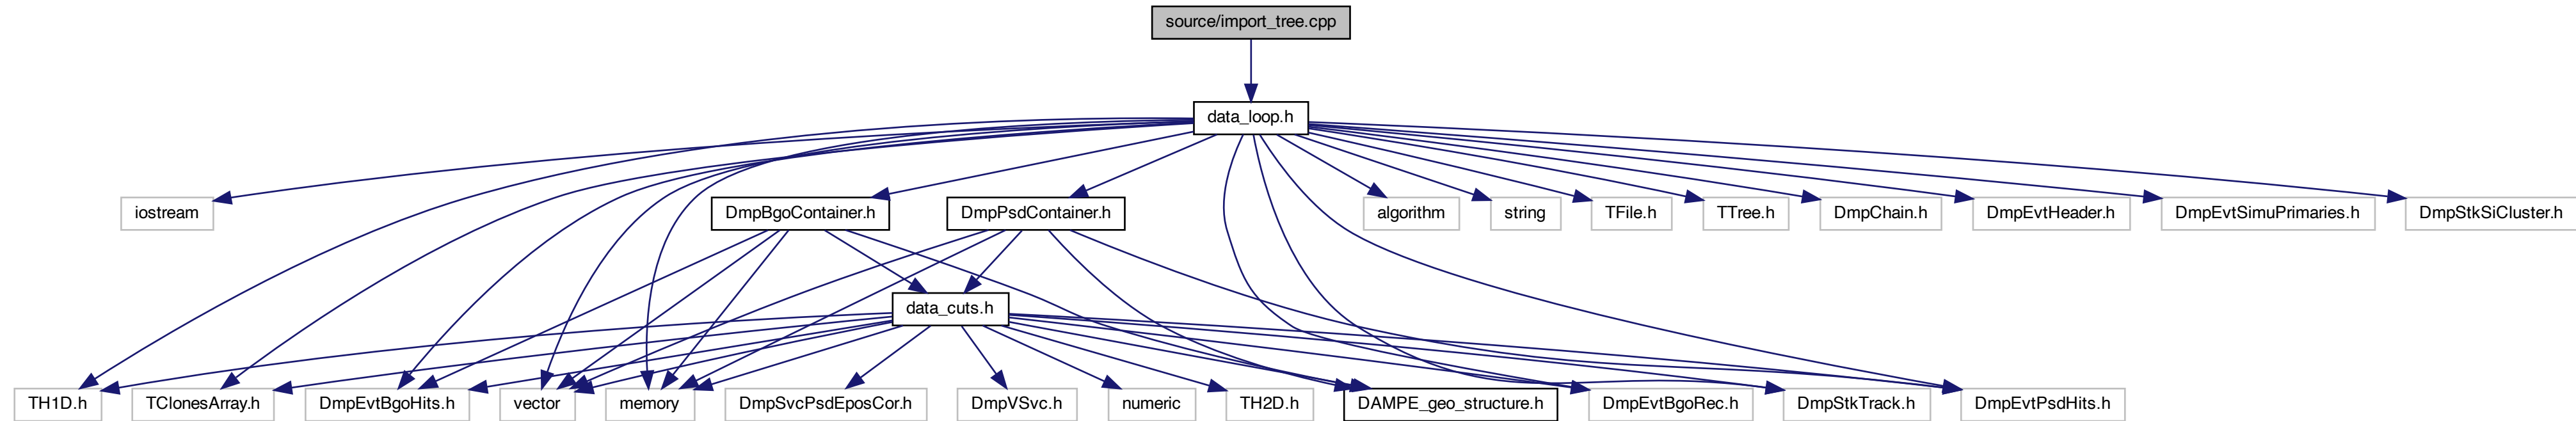 source/import_tree.cpp
data_loop.h
iostream
DmpBgoContainer.h
DmpPsdContainer.h
algorithm
string
TFile.h
TTree.h
DmpChain.h
DmpEvtHeader.h
DmpEvtSimuPrimaries.h
DmpStkSiCluster.h
data_cuts.h
TH1D.h
TClonesArray.h
DmpEvtBgoHits.h
vector
memory
DmpSvcPsdEposCor.h
DmpVSvc.h
numeric
TH2D.h
DAMPE_geo_structure.h
DmpEvtBgoRec.h
DmpStkTrack.h
DmpEvtPsdHits.h